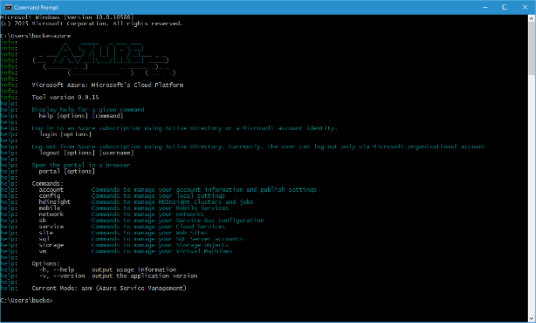 Command Prompt
Microsoft Windows [Version 10.0.10586]
(c) 2015 Microsoft Corporation. All rights reserved.
C:\Users\bucke>azure
info:
info:
info:
info:
info:
info:
info: Microsoft Azure: Microsoft's Cloud Platform
info:
info: Tool version 0.9.15
help:
help: Display help for a given command
help: help [options] [command]
help:
help: Log in to an Azure subscription using Active Directory or a Microsoft account identity.
help: login [options]
help:
help: Log out from Azure subscription using Active Directory. Currently, the user can log out only via Microsoft organizational account
help: logout [options] [username]
help:
help: Open the portal in a browser
help: portal [options]
help:
help: Commands:
help: account Commands to manage your account information and publish settings
help: config Commands to manage your local settings
help: hdinsight Commands to manage HDInsight clusters and jobs
help: mobile Commands to manage your Mobile Services
help: network Commands to manage your networks
help: sb Commands to manage your Service Bus configuration
help: service Commands to manage your Cloud Services
help: site Commands to manage your Web Sites
help: sql Commands to manage your SQL Server accounts
help: storage Commands to manage your Storage objects
help: vm Commands to manage your Virtual Machines
help:
help: Options:
help: -h, --help output usage information
help: -v, --version output the application version
help:
help: Current Mode: asm (Azure Service Management)
C:\Users\bucke>